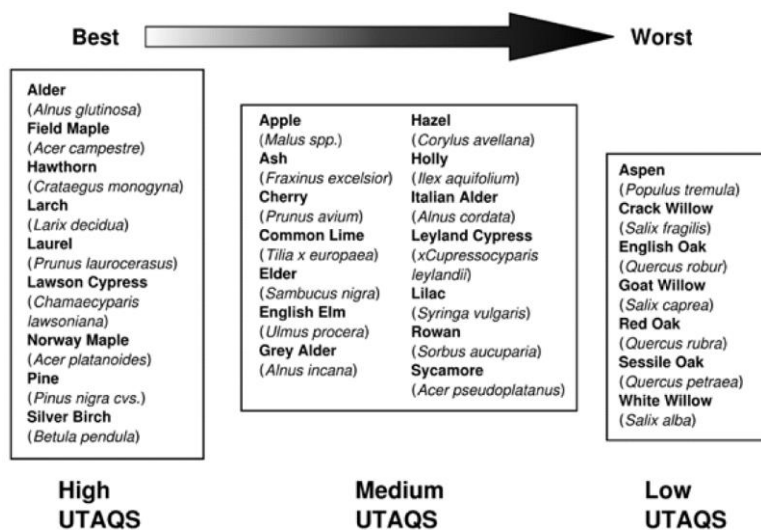 Best
Worst
Alder
(Alnus glutinosa)
Field Maple
(Acer campestre)
Hawthorn
(Crataegus monogyna)
Larch
(Larix decidua)
Laurel
(Prunus laurocerasus)
Lawson Cypress
(Chamaecyparis
lawsoniana)
Norway Maple
(Acer platanoides)
Pine
(Pinus nigra cvs.)
Silver Birch
(Betula pendula)
High
UTAQS
Apple
(Malus spp.)
Ash
(Fraxinus excelsior)
Cherry
(Prunus avium)
Common Lime
(Tilia x europaea)
Elder
(Sambucus nigra)
English Elm
(Ulmus procera)
Grey Alder
(Alnus incana)
Hazel
(Corylus avellana)
Holly
(Ilex aquifolium)
Italian Alder
(Alnus cordata)
Leyland Cypress
(xCupressocyparis
leylandii)
Lilac
(Syringa vulgaris)
Rowan
(Sorbus aucuparia)
Sycamore
(Acer pseudoplatanus)
Medium
UTAQS
Aspen
(Populus tremula)
Crack Willow
(Salix fragilis)
English Oak
(Quercus robur)
Goat Willow
(Salix caprea)
Red Oak
(Quercus rubra)
Sessile Oak
(Quercus petraea)
White Willow
(Salix alba)
Low
UTAQS